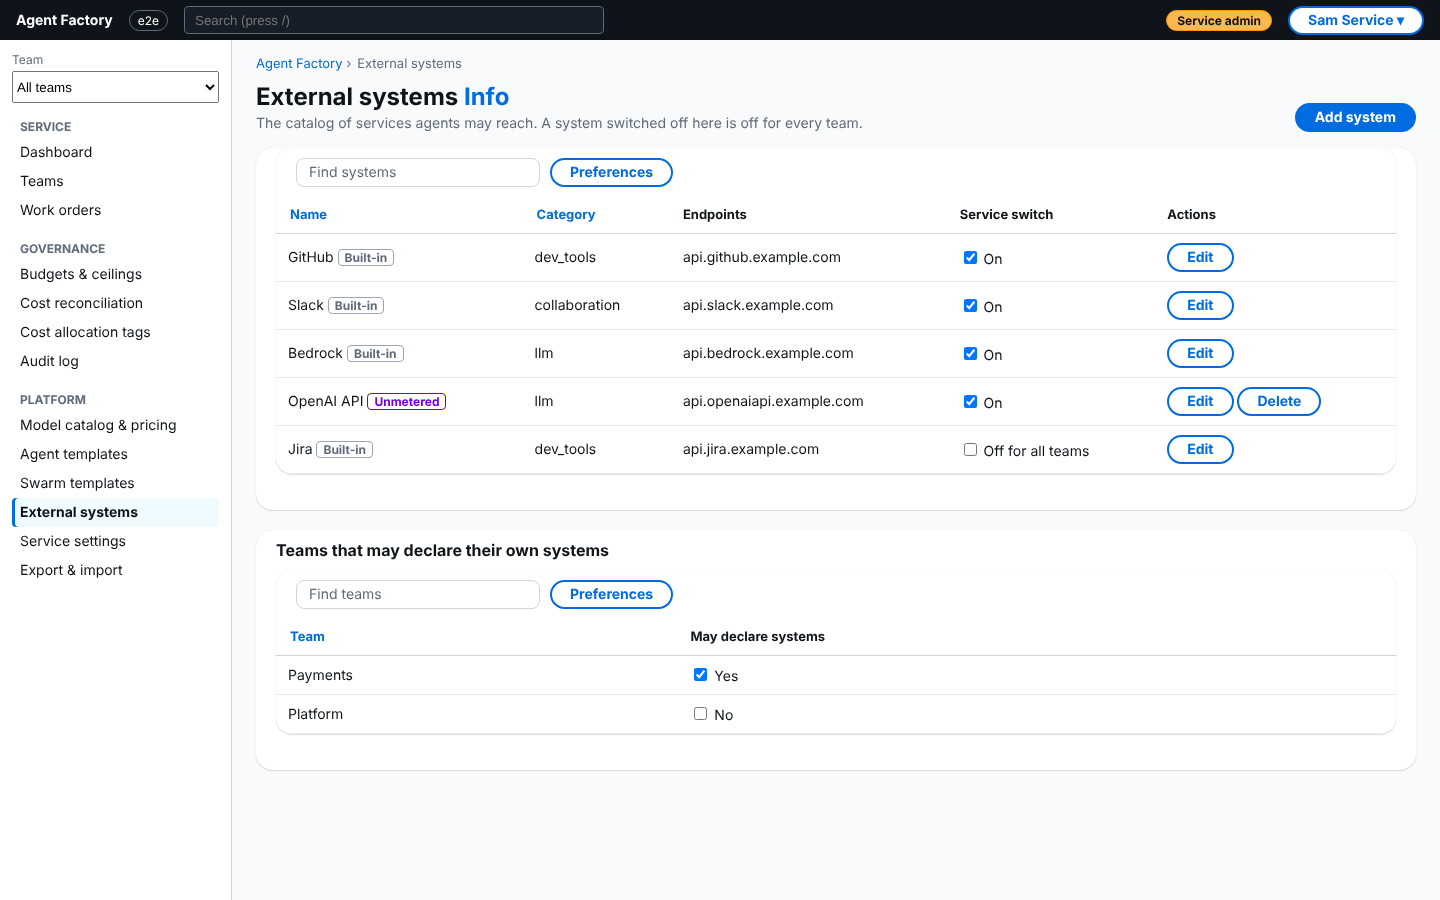 Agent Factory e2e Search (press /) Service admin Sam Service ▾
Team
All teams
SERVICE
Dashboard
Teams
Work orders
GOVERNANCE
Budgets & ceilings
Cost reconciliation
Cost allocation tags
Audit log
PLATFORM
Model catalog & pricing
Agent templates
Swarm templates
External systems
Service settings
Export & import
Agent Factory › External systems
External systems Info
The catalog of services agents may reach. A system switched off here is off for every team.
Add system
Find systems Preferences
Name Category Endpoints Service switch Actions
GitHub Built-in dev_tools api.github.example.com On Edit
Slack Built-in collaboration api.slack.example.com On Edit
Bedrock Built-in llm api.bedrock.example.com On Edit
OpenAI API Unmetered llm api.openaiapi.example.com On Edit Delete
Jira Built-in dev_tools api.jira.example.com Off for all teams Edit
Teams that may declare their own systems
Find teams Preferences
Team May declare systems
Payments Yes
Platform No